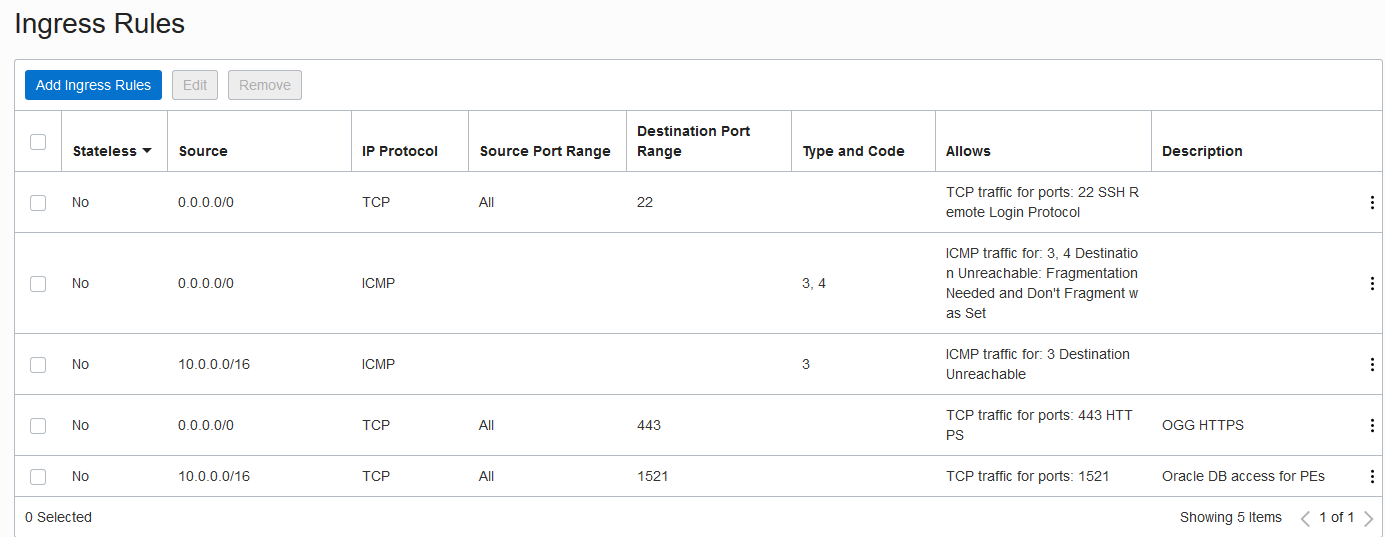 Ingress Rules
Add Ingress Rules Edit Remove
Stateless Source IP Protocol Source Port Range Destination Port Range Type and Code Allows Description
No 0.0.0.0/0 TCP All 22 TCP traffic for ports: 22 SSH R
emote Login Protocol
No 0.0.0.0/0 ICMP 3, 4 ICMP traffic for: 3, 4 Destinatio
n Unreachable: Fragmentation
Needed and Don't Fragment w
as Set
No 10.0.0.0/16 ICMP 3 ICMP traffic for: 3 Destination
Unreachable
No 0.0.0.0/0 TCP All 443 TCP traffic for ports: 443 HTT
PS OGG HTTPS
No 10.0.0.0/16 TCP All 1521 TCP traffic for ports: 1521 Oracle DB access for PEs
0 Selected Showing 5 Items 1 of 1